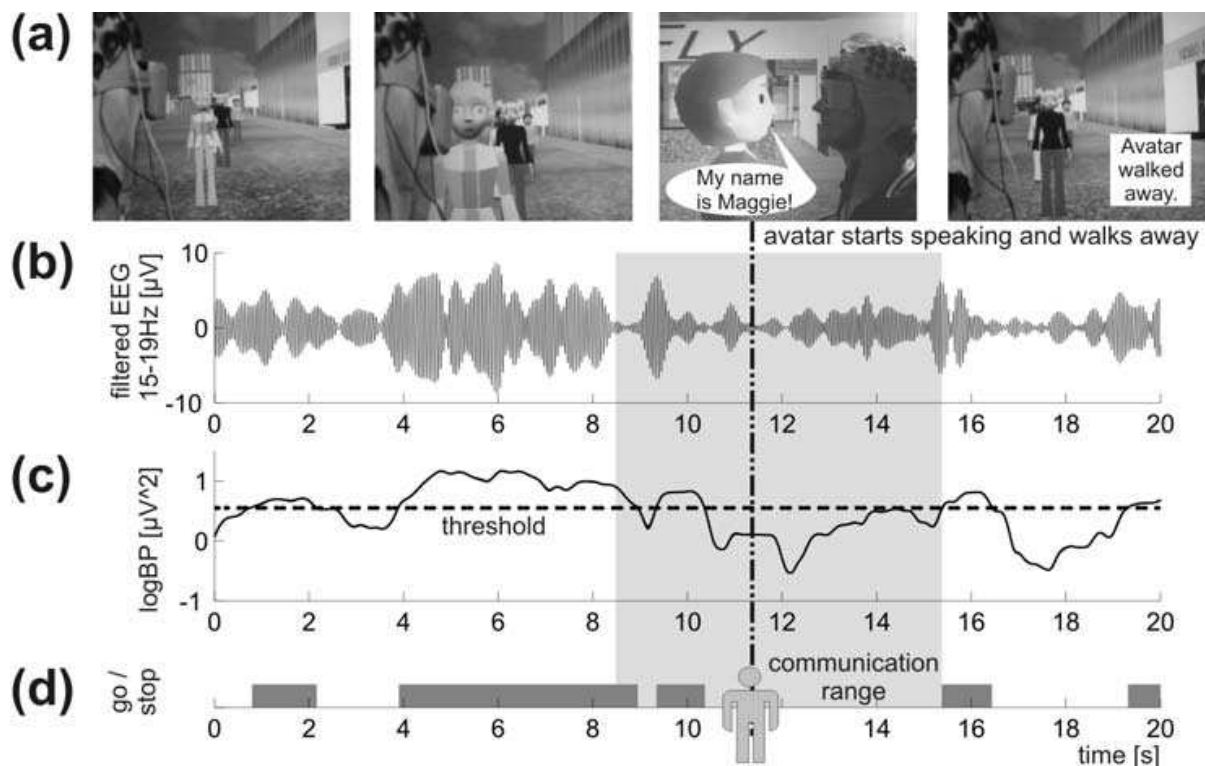 (a)
FLY
My name
is Maggie!
Avatar
walked
away.
avatar starts speaking and walks away
(b)
filtered EEG
15-19Hz [µV]
10
0
-10
0 2 4 6 8 10 12 14 16 18 20
(c)
logBP [µV^2]
1
0
-1
threshold
0 2 4 6 8 10 12 14 16 18 20
(d)
go /
stop
communication
range
0 2 4 6 8 10 12 14 16 18 20
time [s]